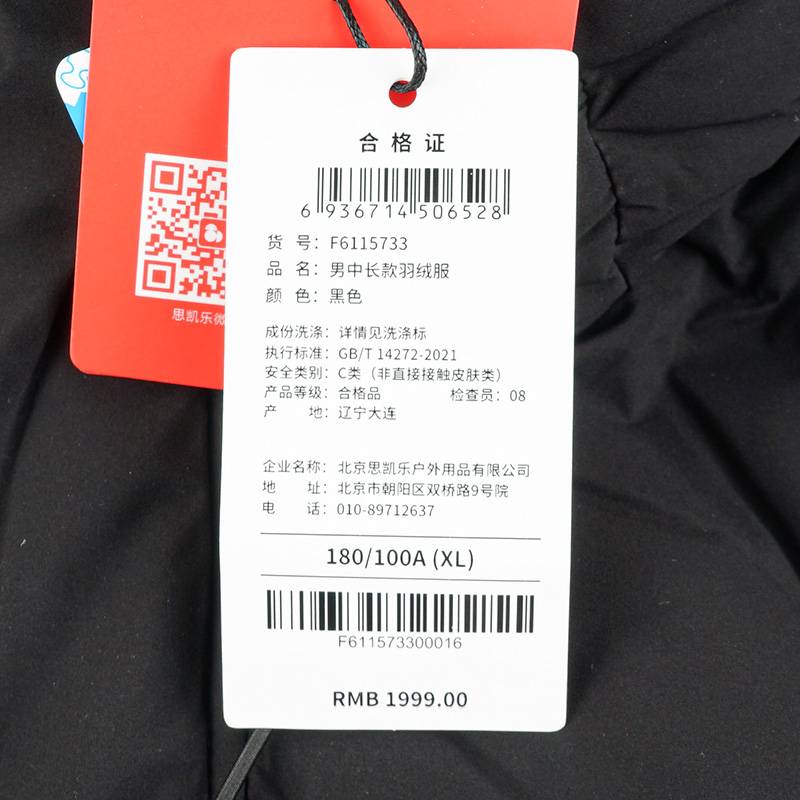 合格证
6 936714 506528
货 号：F6115733
品 名：男中长款羽绒服
颜 色：黑色
成份洗涤：详情见洗涤标
执行标准：GB/T 14272-2021
安全类别：C类（非直接接触皮肤类）
产品等级：合格品 检查员：08
产 地：辽宁大连
企业名称：北京思凯乐户外用品有限公司
地 址：北京市朝阳区双桥路9号院
电 话：010-89712637
180/100A (XL)
F611573300016
RMB 1999.00
思凯乐微